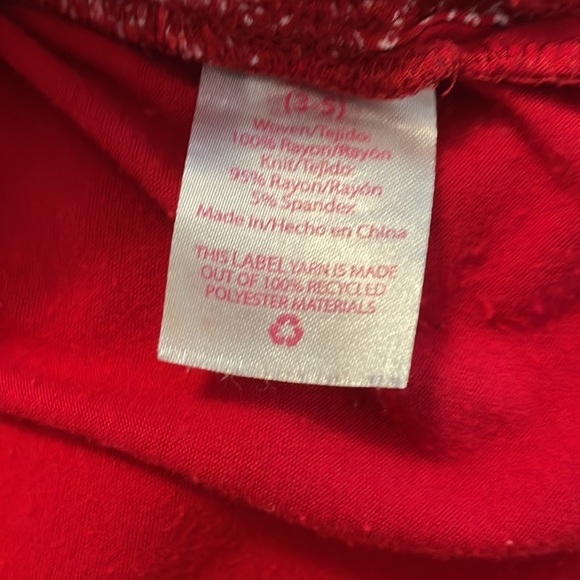 (3-5)
Woven/Tejido:
100% Rayon/Rayón
Knit/Tejido:
95% Rayon/Rayón
5% Spandex
Made In/Hecho en China
THIS LABEL YARN IS MADE
OUT OF 100% RECYCLED
POLYESTER MATERIALS